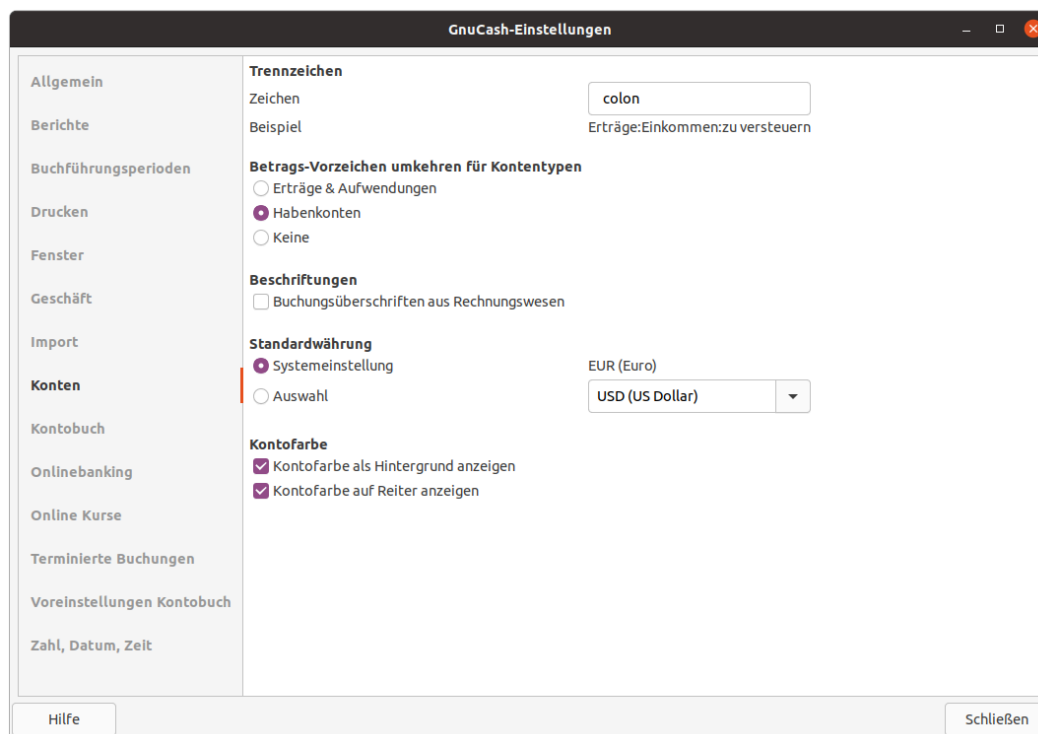 GnuCash-Einstellungen
Allgemein
Berichte
Buchführungsperioden
Drucken
Fenster
Geschäft
Import
Konten
Kontobuch
Onlinebanking
Online Kurse
Terminierte Buchungen
Voreinstellungen Kontobuch
Zahl, Datum, Zeit
Trennzeichen
Zeichen colon
Beispiel Erträge:Einkommen:zu versteuern
Betrags-Vorzeichen umkehren für Kontentypen
Erträge & Aufwendungen
Habenkonten
Keine
Beschriftungen
Buchungsüberschriften aus Rechnungswesen
Standardwährung
Systemeinstellung EUR (Euro)
Auswahl USD (US Dollar)
Kontofarbe
Kontofarbe als Hintergrund anzeigen
Kontofarbe auf Reiter anzeigen
Hilfe Schließen